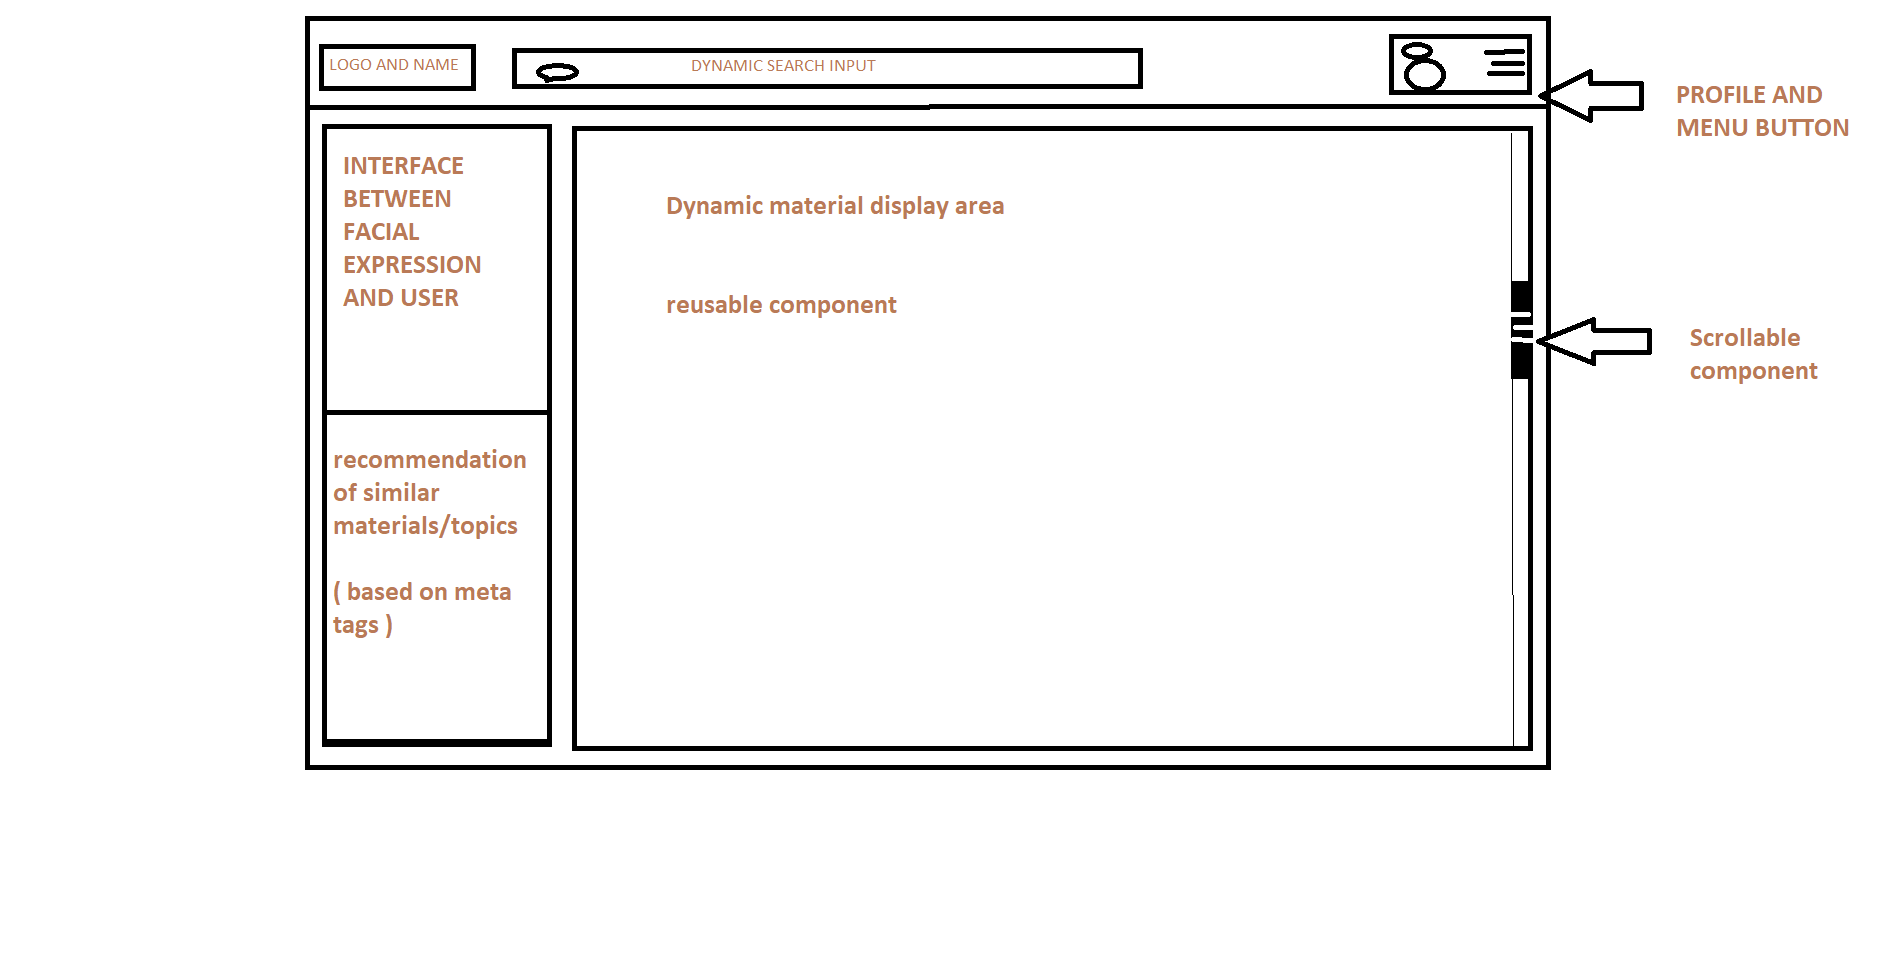 LOGO AND NAME
DYNAMIC SEARCH INPUT
PROFILE AND
MENU BUTTON
INTERFACE
BETWEEN
FACIAL
EXPRESSION
AND USER
Dynamic material display area
reusable component
Scrollable
component
recommendation
of similar
materials/topics
( based on meta
tags )